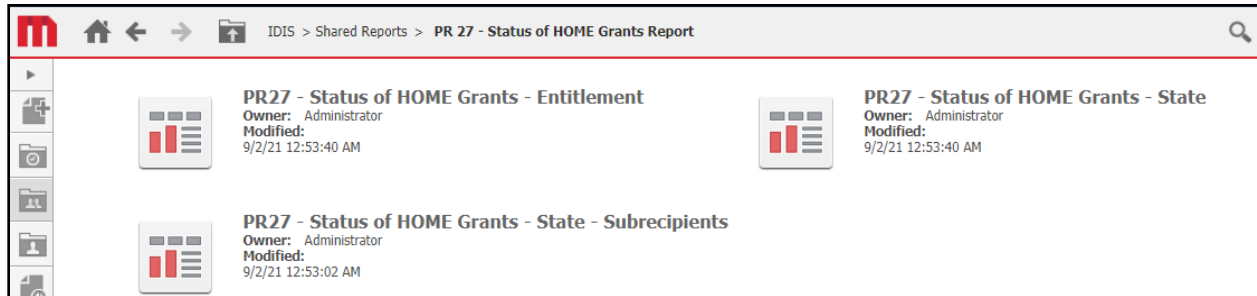 IDIS > Shared Reports > PR 27 - Status of HOME Grants Report
PR27 - Status of HOME Grants - Entitlement
Owner: Administrator
Modified:
9/2/21 12:53:40 AM
PR27 - Status of HOME Grants - State
Owner: Administrator
Modified:
9/2/21 12:53:40 AM
PR27 - Status of HOME Grants - State - Subrecipients
Owner: Administrator
Modified:
9/2/21 12:53:02 AM